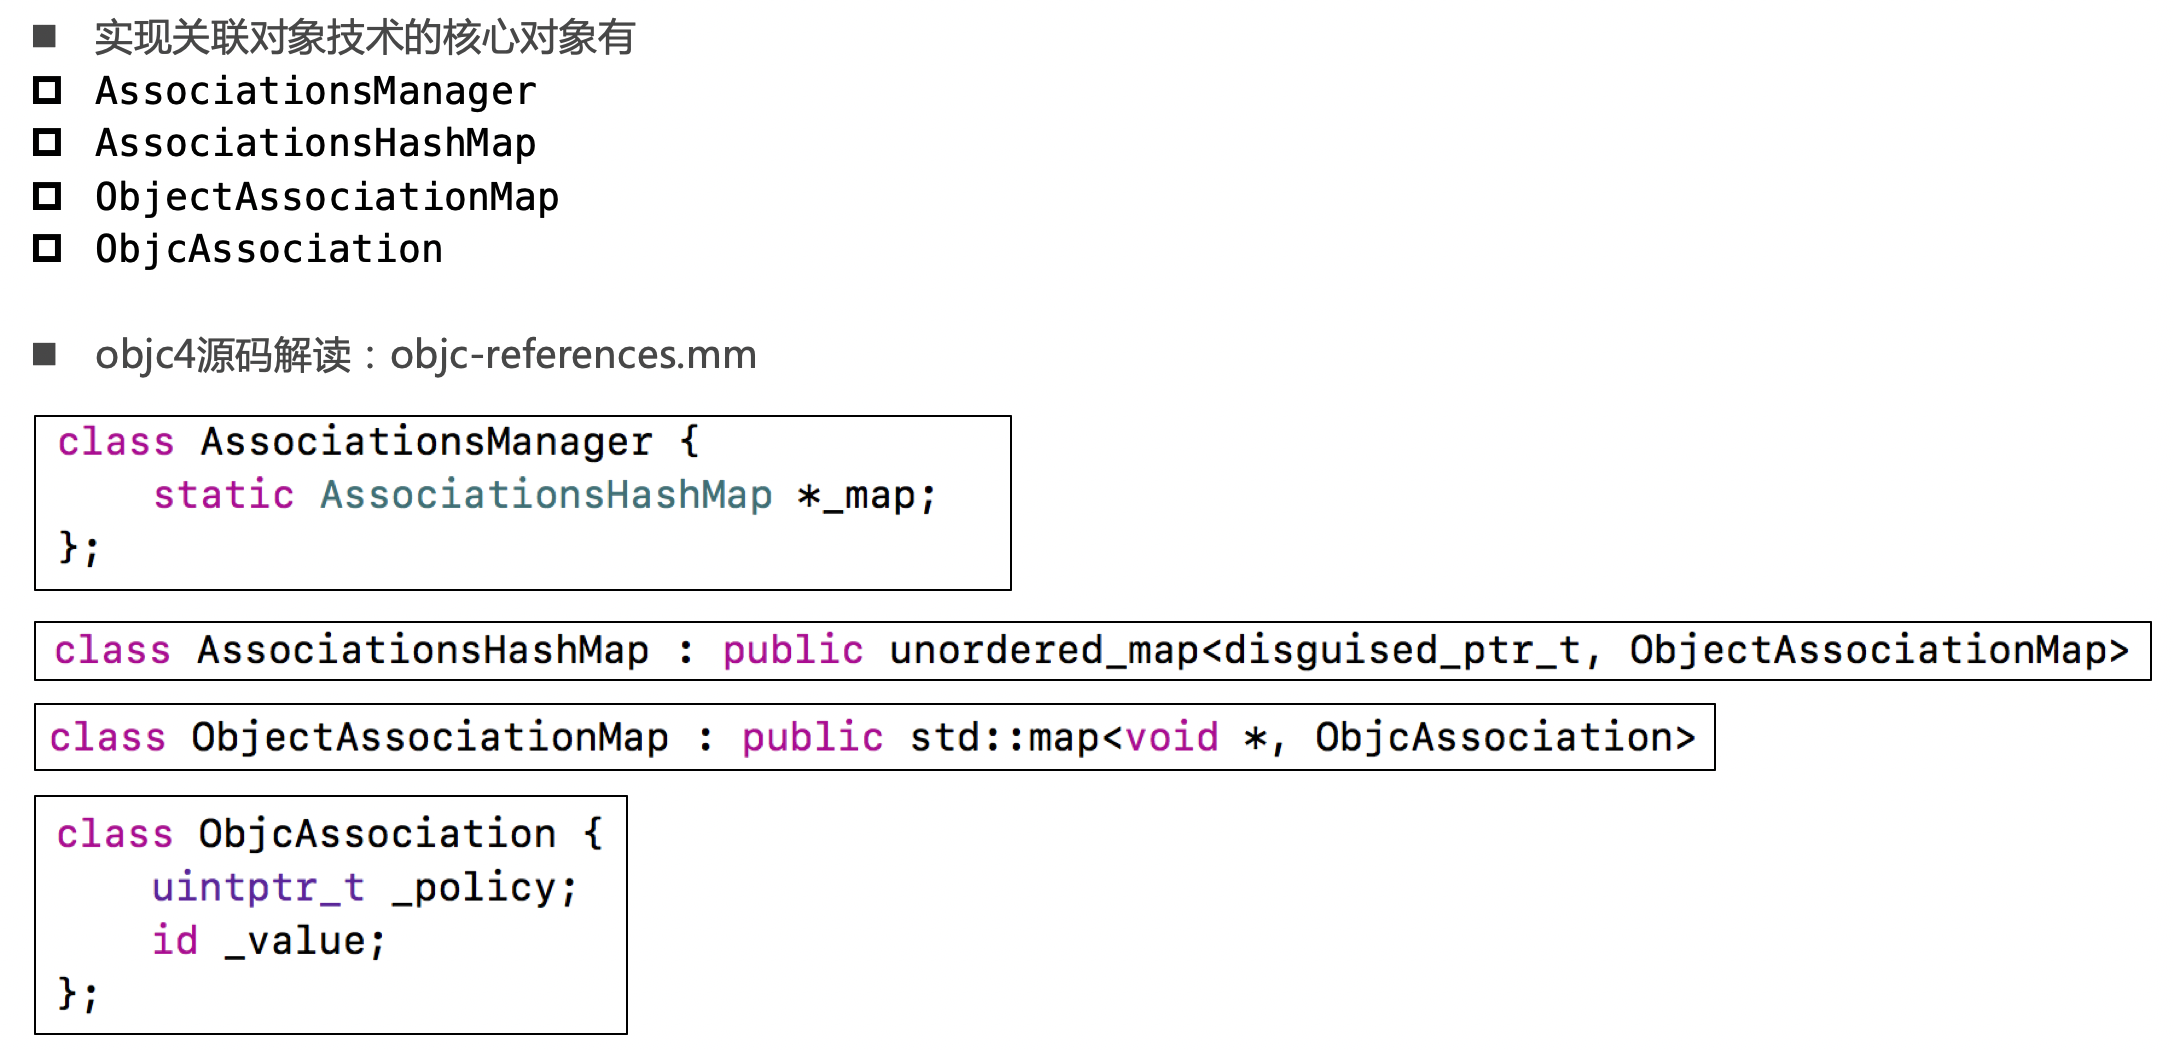 实现关联对象技术的核心对象有
AssociationsManager
AssociationsHashMap
ObjectAssociationMap
ObjcAssociation
objc4源码解读：objc-references.mm
class AssociationsManager {
    static AssociationsHashMap *_map;
};
class AssociationsHashMap : public unordered_map<disguised_ptr_t, ObjectAssociationMap>
class ObjectAssociationMap : public std::map<void *, ObjcAssociation>
class ObjcAssociation {
    uintptr_t _policy;
    id _value;
};